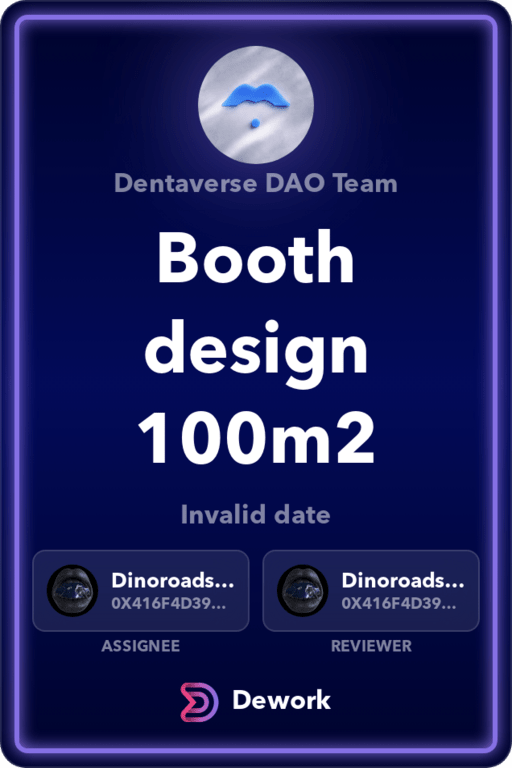 Dentaverse DAO Team
Booth
design
100m2
Invalid date
Dinoroads...
0X416F4D39...
Dinoroads...
0X416F4D39...
ASSIGNEE
REVIEWER
Dework